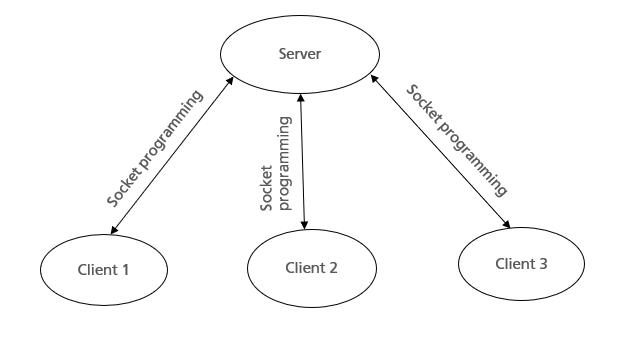 Server
Socket programming
Socket
programming
Socket programming
Client 1
Client 2
Client 3